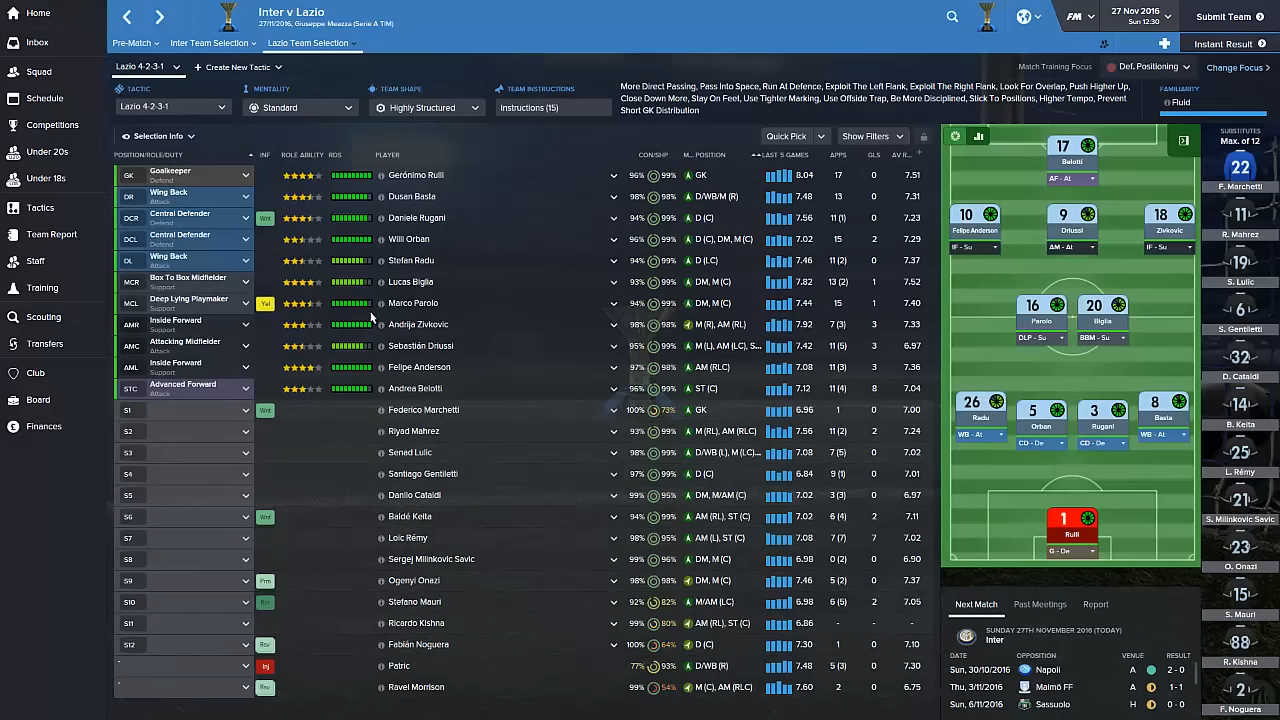 Home
Inbox
Squad
Schedule
Competitions
Under 20s
Under 18s
Tactics
Team Report
Staff
Training
Scouting
Transfers
Club
Board
Finances
Inter v Lazio
27/11/2016, Giuseppe Meazza (Serie A TIM)
FM
27 Nov 2016
Sun 12:30
Submit Team
Pre-Match
Inter Team Selection
Lazio Team Selection
Instant Result
Lazio 4-2-3-1
Create New Tactic
Match Training Focus
Def. Positioning
Change Focus >
TACTIC
MENTALITY
TEAM SHAPE
TEAM INSTRUCTIONS
Lazio 4-2-3-1
Standard
Highly Structured
Instructions (15)
More Direct Passing, Pass Into Space, Run At Defence, Exploit The Left Flank, Exploit The Right Flank, Look For Overlap, Push Higher Up,
Close Down More, Stay On Feet, Use Tighter Marking, Use Offside Trap, Be More Disciplined, Stick To Positions, Higher Tempo, Prevent
Short GK Distribution
FAMILIARITY
Fluid
Selection Info
Quick Pick
Show Filters
POSITION/ROLE/DUTY INF ROLE ABILITY RDS PLAYER CON/SHP M... POSITION LAST 5 GAMES APPS GLS AV R...
GK Goalkeeper Defend Gerónimo Rulli 96% 99% GK 8.04 17 0 7.51
DR Wing Back Attack Dusan Basta 98% 98% D/WB/M (R) 7.48 13 0 7.31
DCR Central Defender Defend Wnt Daniele Rugani 94% 99% D (C) 7.56 11 (1) 0 7.23
DCL Central Defender Defend Willi Orban 96% 99% D (C), DM, M (C) 7.02 15 2 7.29
DL Wing Back Attack Stefan Radu 94% 99% D (LC) 7.46 11 (2) 0 7.37
MCR Box To Box Midfielder Support Lucas Biglia 93% 99% DM, M (C) 7.82 13 (2) 1 7.52
MCL Deep Lying Playmaker Support Yel Marco Parolo 94% 99% DM, M (C) 7.44 15 1 7.40
AMR Inside Forward Support Andrija Zivkovic 98% 98% M (R), AM (RL) 7.92 7 (3) 3 7.33
AMC Attacking Midfielder Attack Sebastián Driussi 95% 99% M (L), AM (LC), S... 7.42 11 (5) 3 6.97
AML Inside Forward Support Felipe Anderson 97% 98% AM (RLC) 7.08 11 (3) 3 7.36
STC Advanced Forward Attack Andrea Belotti 96% 99% ST (C) 7.12 11 (4) 8 7.04
S1 Wnt Federico Marchetti 100% 73% GK 6.96 1 0 7.00
S2 Riyad Mahrez 93% 99% M (RL), AM (RLC) 7.56 11 (2) 2 7.24
S3 Senad Lulic 98% 99% D/WB (L), M (LC)... 7.08 7 (5) 0 7.02
S4 Santiago Gentiletti 97% 99% D (C) 6.84 9 (1) 0 7.01
S5 Danilo Cataldi 99% 95% DM, M/AM (C) 7.02 3 (3) 0 6.97
S6 Wnt Baldé Keita 94% 99% AM (RL), ST (C) 7.02 6 (4) 2 7.11
S7 Loïc Rémy 98% 95% AM (L), ST (C) 7.08 7 (7) 7 7.02
S8 Sergej Milinkovic Savic 99% 96% DM, M (C) 6.98 0 (3) 0 6.90
S9 Prm Ogenyi Onazi 98% 98% DM, M (C) 7.46 5 (2) 0 7.37
S10 Stefano Mauri 92% 82% M/AM (LC) 6.98 6 (5) 2 7.05
S11 Ricardo Kishna 99% 80% AM (RL), ST (C) 6.86 - - -
S12 Rsv Fabián Noguera 100% 64% D (C) 7.30 1 0 7.10
- Inj Patric 77% 93% D/WB (R) 7.48 5 (3) 0 7.30
- Rsv Ravel Morrison 99% 54% M (C), AM (RLC) 7.60 2 0 6.75
17
Belotti
AF - At
10 9 18
Felipe Anderson Driussi Zivkovic
IF - Su AM - At IF - Su
16 20
Parolo Biglia
DLP - Su BBM - Su
26 5 3 8
Radu Orban Rugani Basta
WB - At CD - De CD - De WB - At
1
Rulli
G - De
SUBSTITUTES
Max. of 12
22
F. Marchetti
11
R. Mahrez
19
S. Lulic
6
S. Gentiletti
32
D. Cataldi
14
B. Keita
25
L. Rémy
21
S. Milinkovic Savic
23
O. Onazi
15
S. Mauri
88
R. Kishna
2
F. Noguera
Next Match
Past Meetings
Report
SUNDAY 27TH NOVEMBER 2016 (TODAY)
Inter
DATE OPPOSITION VENUE RESULT
Sun, 30/10/2016 Napoli A 2-0
Thu, 3/11/2016 Malmö FF A 1-1
Sun, 6/11/2016 Sassuolo H 0-0